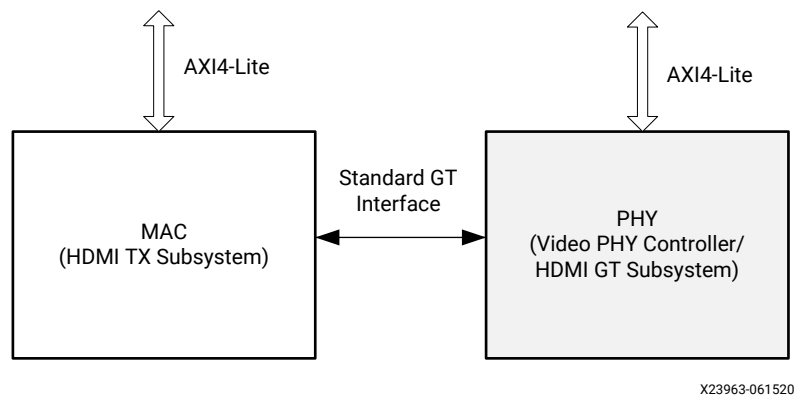 AXI4-Lite
AXI4-Lite
Standard GT
Interface
MAC
(HDMI TX Subsystem)
PHY
(Video PHY Controller/
HDMI GT Subsystem)
X23963-061520